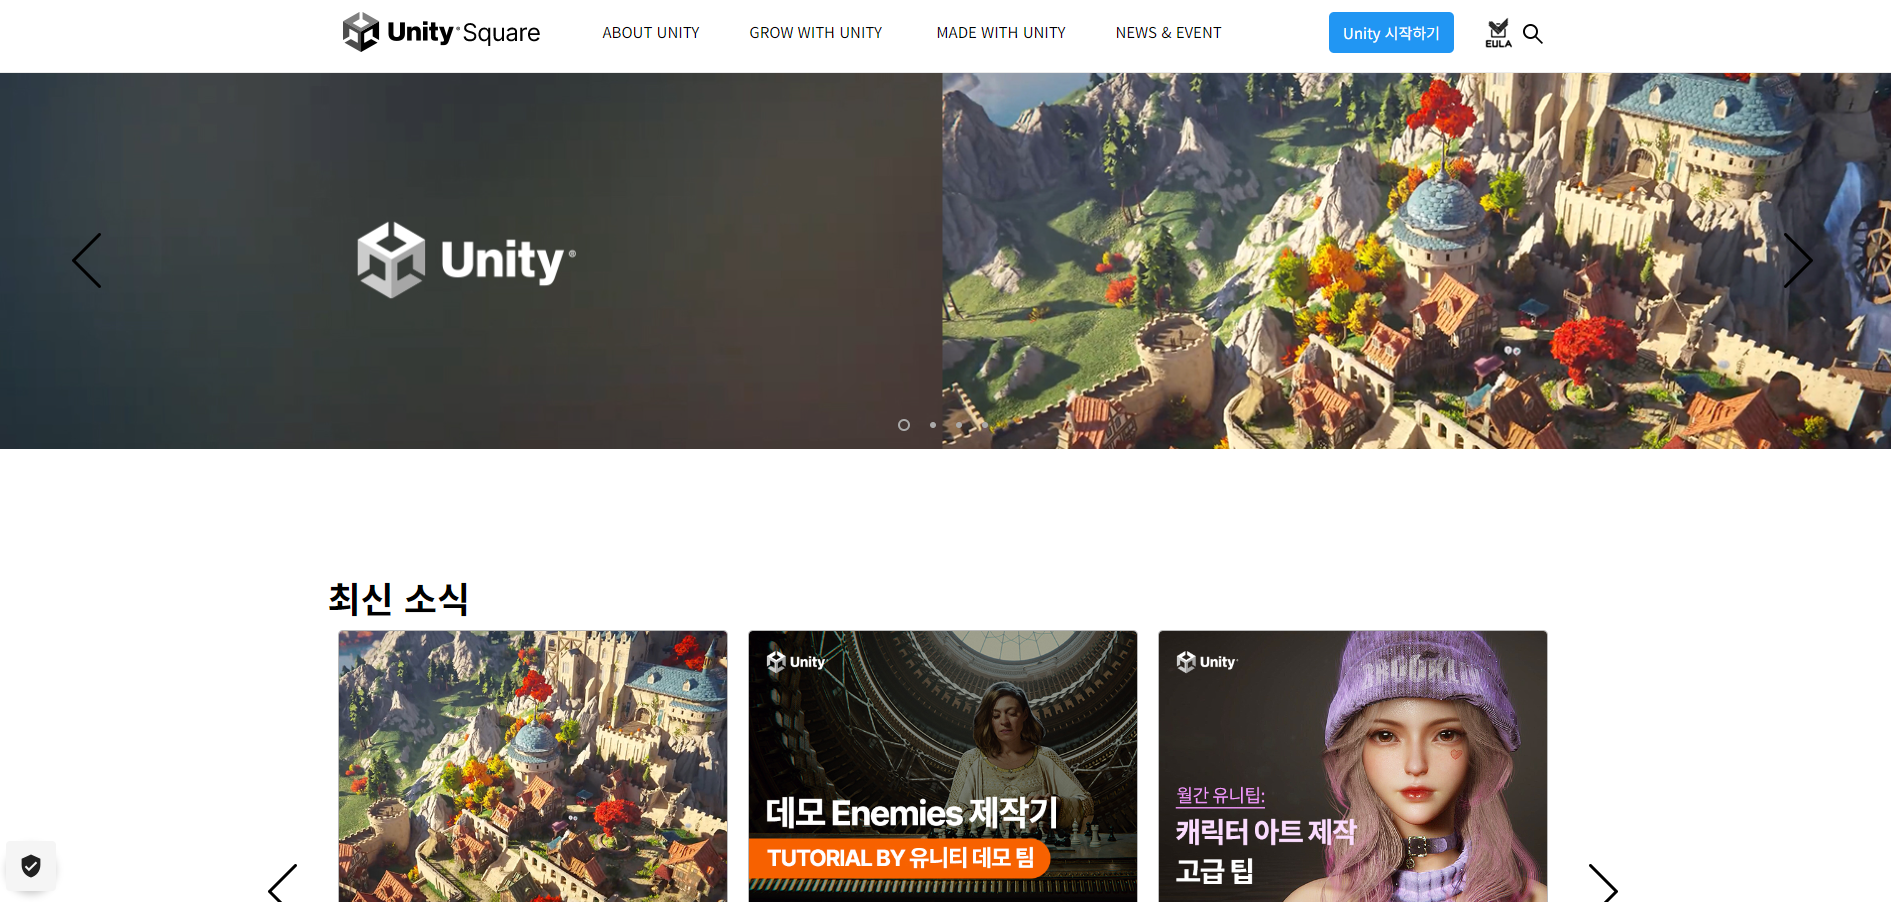 Unity Square
ABOUT UNITY
GROW WITH UNITY
MADE WITH UNITY
NEWS & EVENT
Unity 시작하기
EULA
Unity
최신 소식
Unity
데모 Enemies 제작기
TUTORIAL BY 유니티 데모 팀
Unity
BROOKLIN
월간 유니팁:
캐릭터 아트 제작
고급 팁